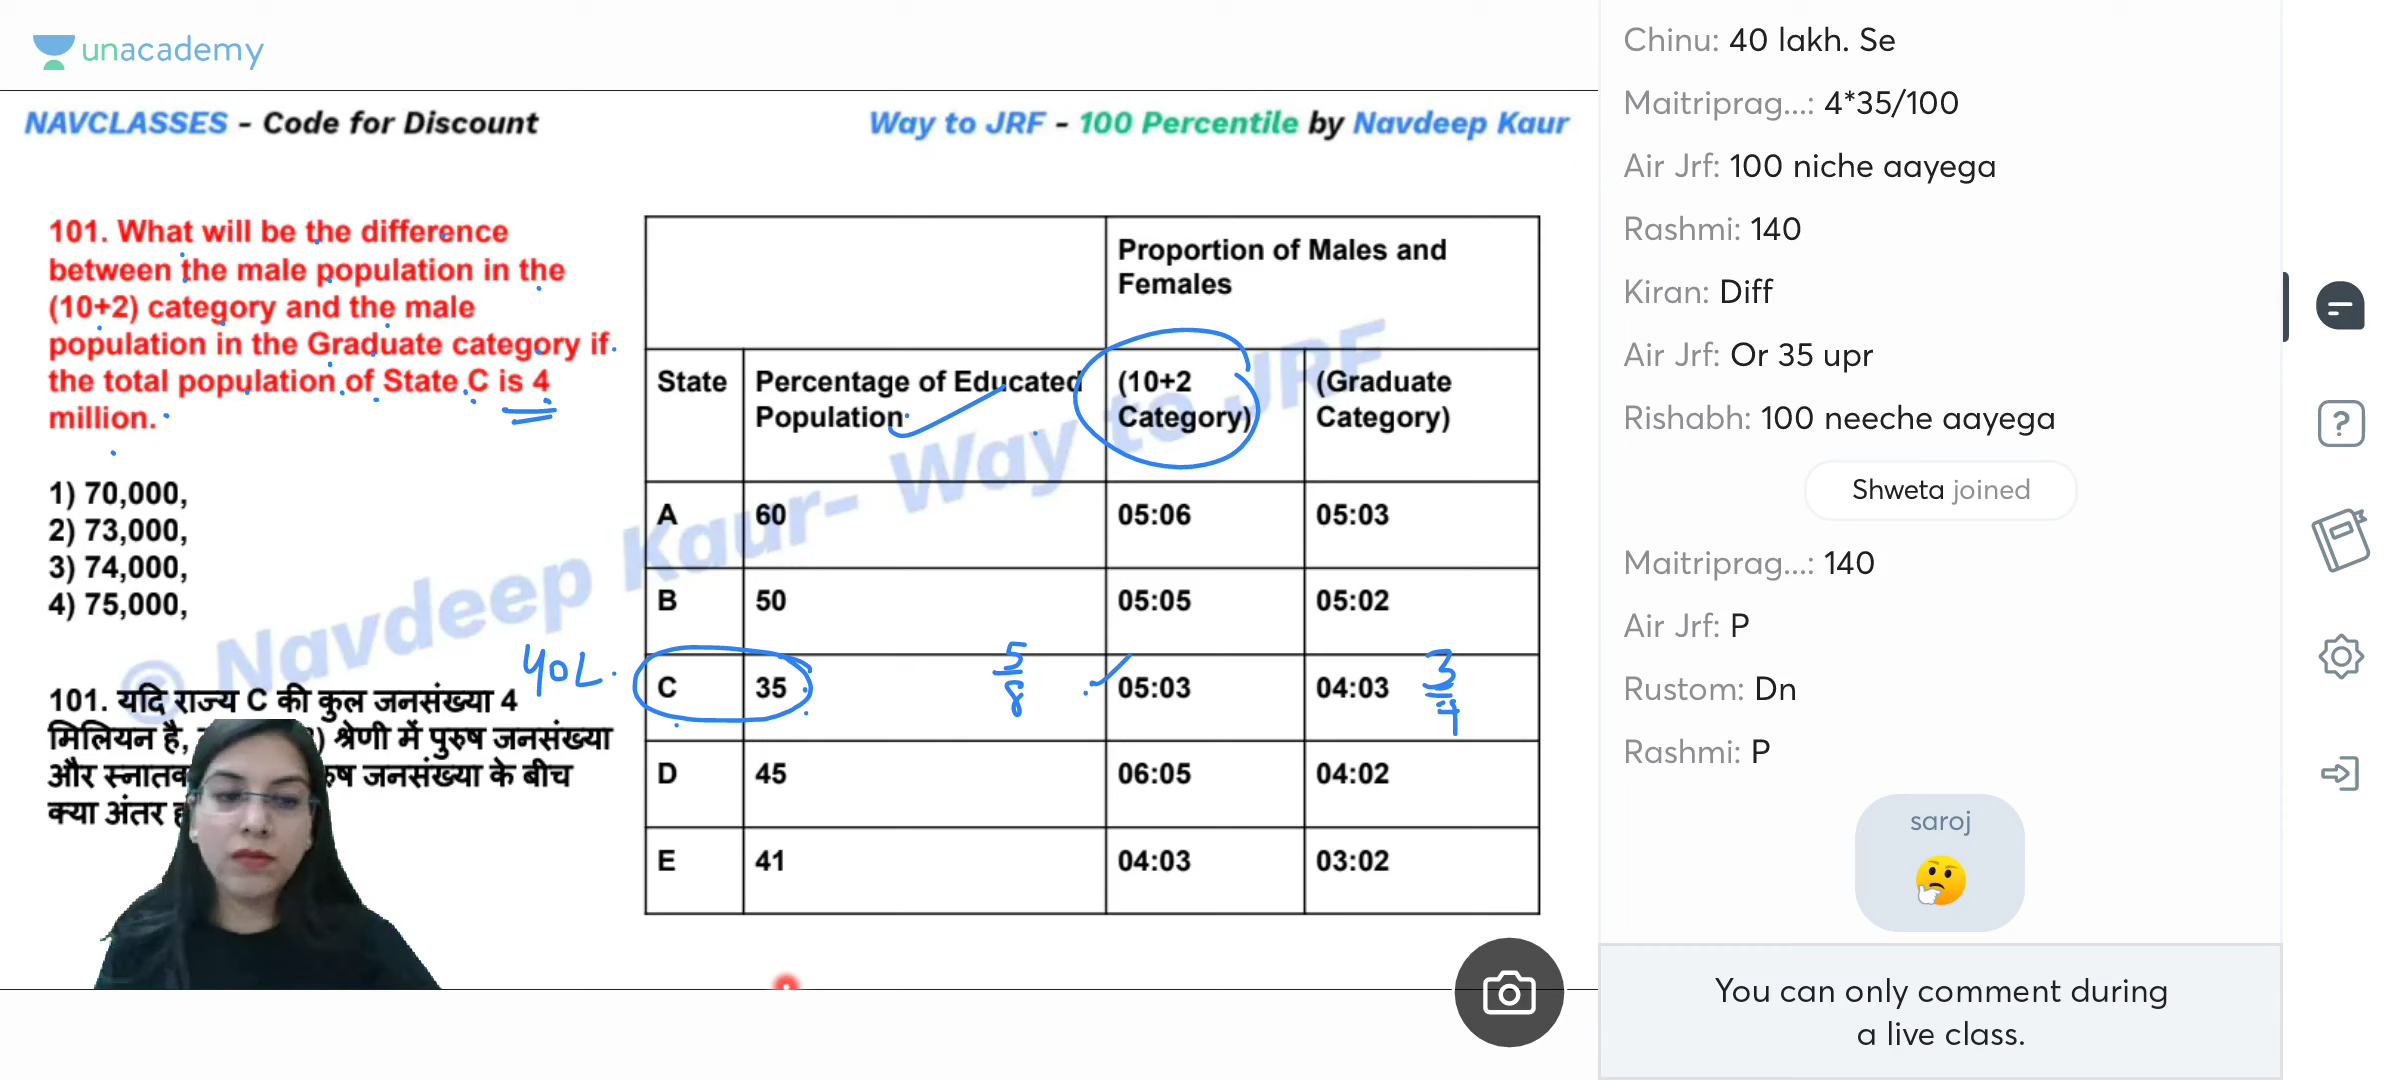 unacademy
NAVCLASSES - Code for Discount
Way to JRF - 100 Percentile by Navdeep Kaur
101. What will be the difference
between the male population in the
(10+2) category and the male
population in the Graduate category if
the total population of State C is 4
million.
1) 70,000,
2) 73,000,
3) 74,000,
4) 75,000,
101. यदि राज्य C की कुल जनसंख्या 4
मिलियन है, ) श्रेणी में पुरुष जनसंख्या
और स्नातक जनसंख्या के बीच
क्या अंतर
Proportion of Males and
Females
State Percentage of Educated Population (10+2 Category) (Graduate Category)
A 60 05:06 05:03
B 50 05:05 05:02
C 35 05:03 04:03
D 45 06:05 04:02
E 41 04:03 03:02
40L.
5/8
© Navdeep Kaur- Way to JRF
Chinu: 40 lakh. Se
Maitriprag...: 4*35/100
Air Jrf: 100 niche aayega
Rashmi: 140
Kiran: Diff
Air Jrf: Or 35 upr
Rishabh: 100 neeche aayega
Shweta joined
Maitriprag...: 140
Air Jrf: P
Rustom: Dn
Rashmi: P
saroj
You can only comment during
a live class.